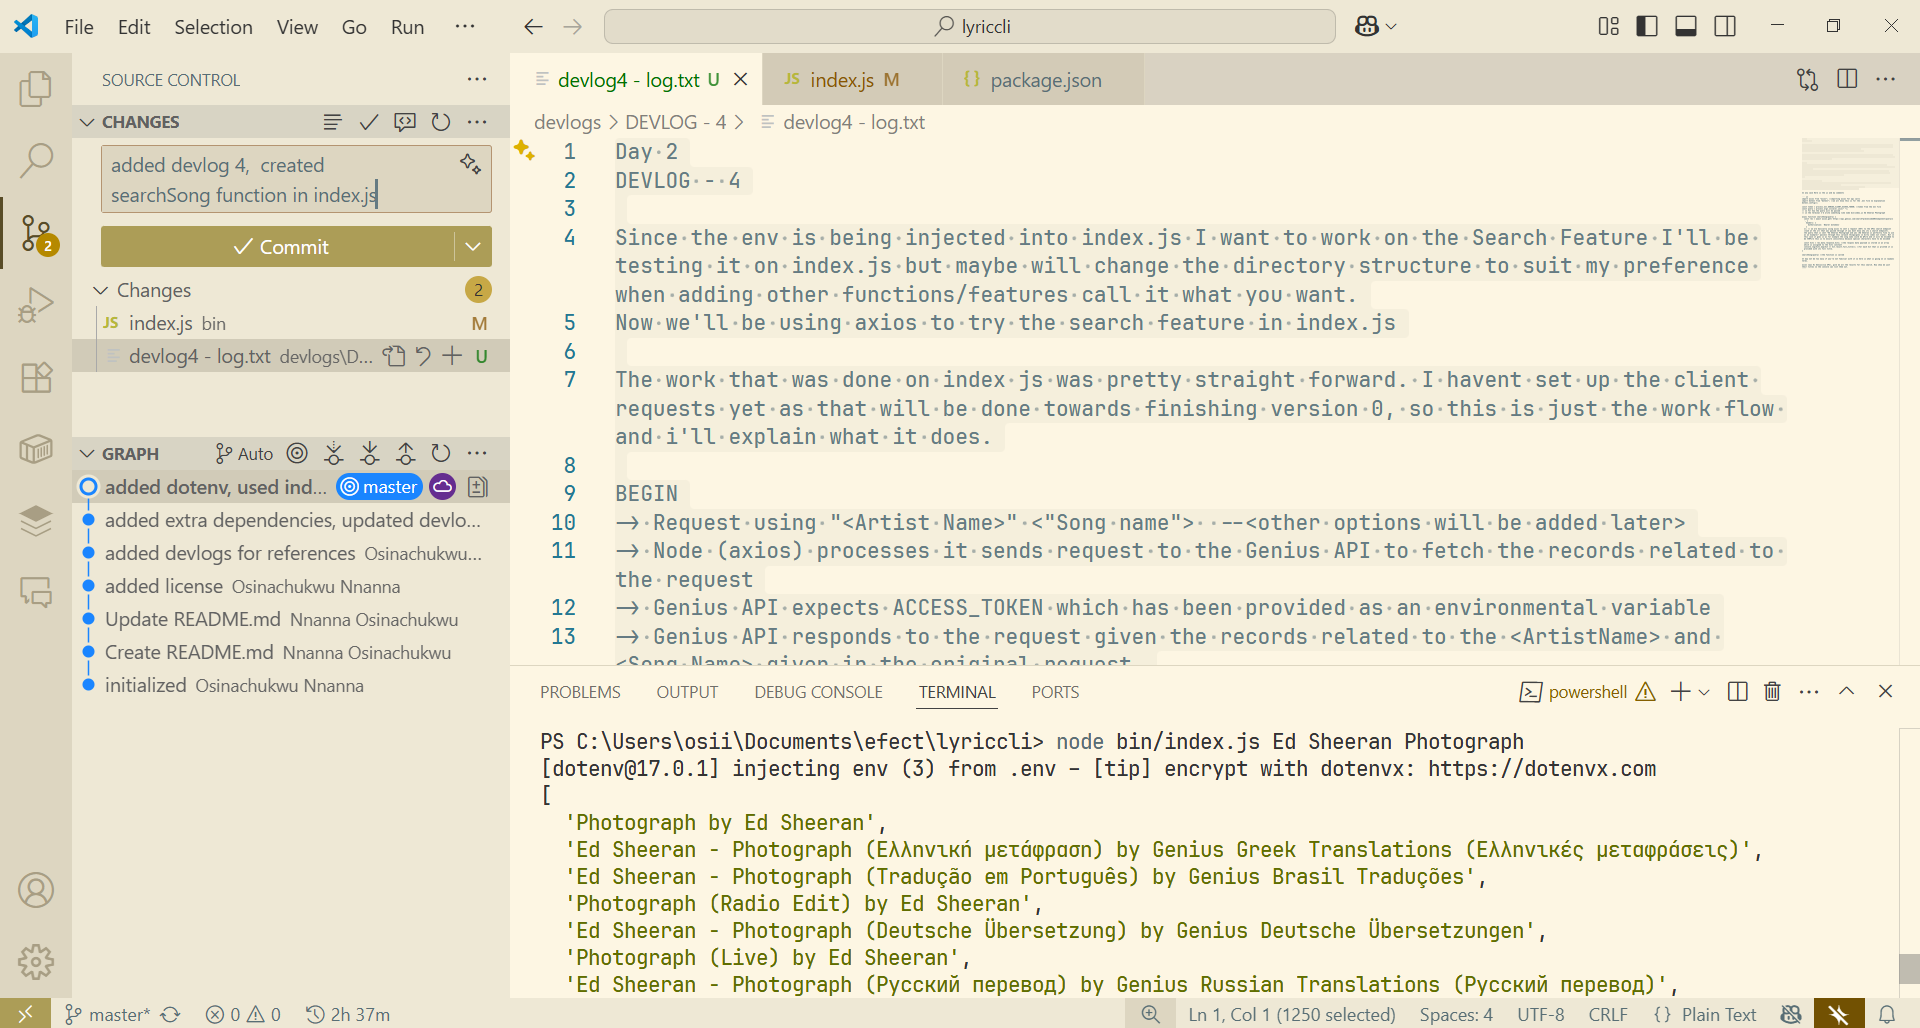 File Edit Selection View Go Run ···
lyriccli
SOURCE CONTROL
CHANGES
added devlog 4,  created
searchSong function in index.js
Commit
Changes 2
JS index.js bin M
devlog4 - log.txt devlogs\D... U
2
GRAPH Auto
added dotenv, used ind... master
added extra dependencies, updated devlo...
added devlogs for references Osinachukwu...
added license Osinachukwu Nnanna
Update README.md Nnanna Osinachukwu
Create README.md Nnanna Osinachukwu
initialized Osinachukwu Nnanna
devlog4 - log.txt U
JS index.js M
{} package.json
devlogs > DEVLOG - 4 > devlog4 - log.txt
1 Day 2
2 DEVLOG - 4
3
4 Since the env is being injected into index.js I want to work on the Search Feature I'll be
testing it on index.js but maybe will change the directory structure to suit my preference
when adding other functions/features call it what you want.
5 Now we'll be using axios to try the search feature in index.js
6
7 The work that was done on index js was pretty straight forward. I havent set up the client
requests yet as that will be done towards finishing version 0, so this is just the work flow
and i'll explain what it does.
8
9 BEGIN
10 -> Request using "<Artist Name>" <"Song name">  --<other options will be added later>
11 -> Node (axios) processes it sends request to the Genius API to fetch the records related to
the request
12 -> Genius API expects ACCESS_TOKEN which has been provided as an environmental variable
13 -> Genius API responds to the request given the records related to the <ArtistName> and
<Song Name> given in the original request
PROBLEMS OUTPUT DEBUG CONSOLE TERMINAL PORTS
powershell
PS C:\Users\osii\Documents\efect\lyriccli> node bin/index.js Ed Sheeran Photograph
[dotenv@17.0.1] injecting env (3) from .env – [tip] encrypt with dotenvx: https://dotenvx.com
[
'Photograph by Ed Sheeran',
'Ed Sheeran - Photograph (Ελληνική μετάφραση) by Genius Greek Translations (Ελληνικές μεταφράσεις)',
'Ed Sheeran - Photograph (Tradução em Português) by Genius Brasil Traduções',
'Photograph (Radio Edit) by Ed Sheeran',
'Ed Sheeran - Photograph (Deutsche Übersetzung) by Genius Deutsche Übersetzungen',
'Photograph (Live) by Ed Sheeran',
'Ed Sheeran - Photograph (Русский перевод) by Genius Russian Translations (Русский перевод)',
master* 0 0 2h 37m
Ln 1, Col 1 (1250 selected) Spaces: 4 UTF-8 CRLF {} Plain Text